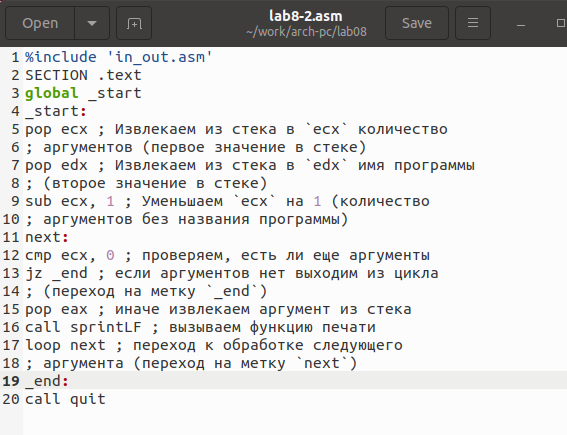 Open
lab8-2.asm
~/work/arch-pc/lab08
Save
1 %include 'in_out.asm'
2 SECTION .text
3 global _start
4 _start:
5 pop ecx ; Извлекаем из стека в `ecx` количество
6 ; аргументов (первое значение в стеке)
7 pop edx ; Извлекаем из стека в `edx` имя программы
8 ; (второе значение в стеке)
9 sub ecx, 1 ; Уменьшаем `ecx` на 1 (количество
10 ; аргументов без названия программы)
11 next:
12 cmp ecx, 0 ; проверяем, есть ли еще аргументы
13 jz _end ; если аргументов нет выходим из цикла
14 ; (переход на метку `_end`)
15 pop eax ; иначе извлекаем аргумент из стека
16 call sprintLF ; вызываем функцию печати
17 loop next ; переход к обработке следующего
18 ; аргумента (переход на метку `next`)
19 _end:
20 call quit